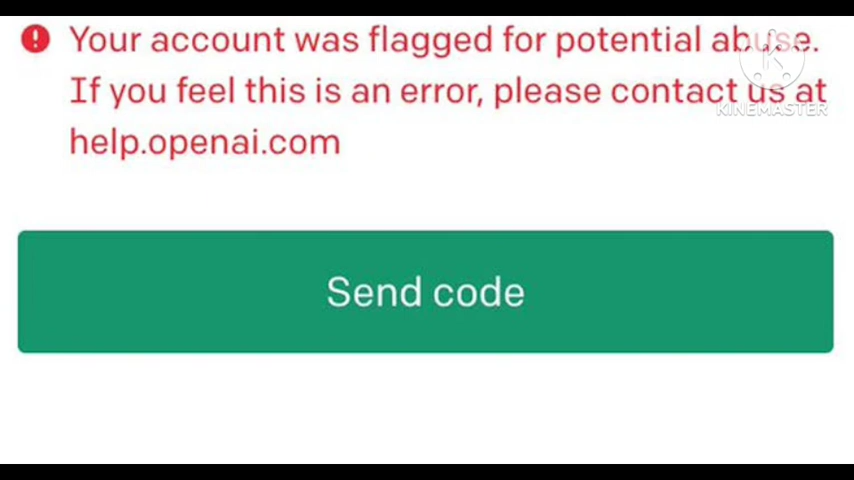 Your account was flagged for potential abuse.
If you feel this is an error, please contact us at
KINEMASTER
help.openai.com
Send code